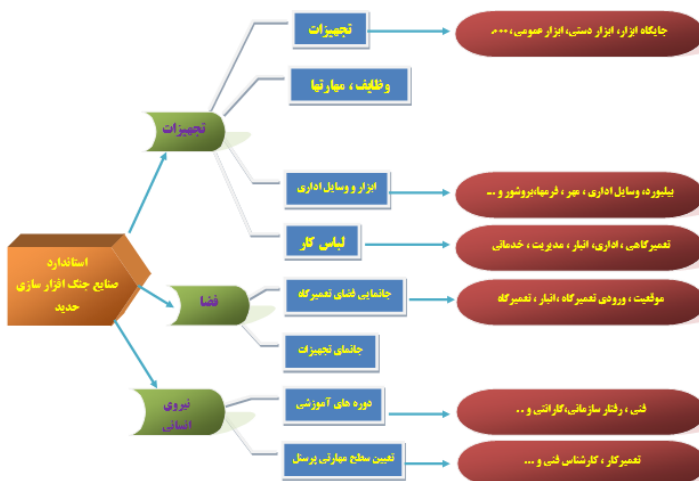 استاندارد
صنایع جنگ افزار سازی
حدید
تجهیزات
تجهیزات
جایگاه ابزار، ابزار دستی، ابزار عمومی، ...
وظایف ، مهارتها
ابزار و وسایل اداری
بیلبورد، وسایل اداری ، مهر ، فرمها،بروشور و ...
لباس کار
تعمیرگاهی ، اداری، انبار ، مدیریت ، خدماتی
فضا
جانمایی فضای تعمیرگاه
موقعیت ، ورودی تعمیرگاه ،انبار ، تعمیرگاه
جانمای تجهیزات
نیروی
انسانی
دوره های آموزشی
فنی ، رفتار سازمانی،گارانتی و ..
تعیین سطح مهارتی پرسنل
تعمیرکار ، کارشناس فنی و ...